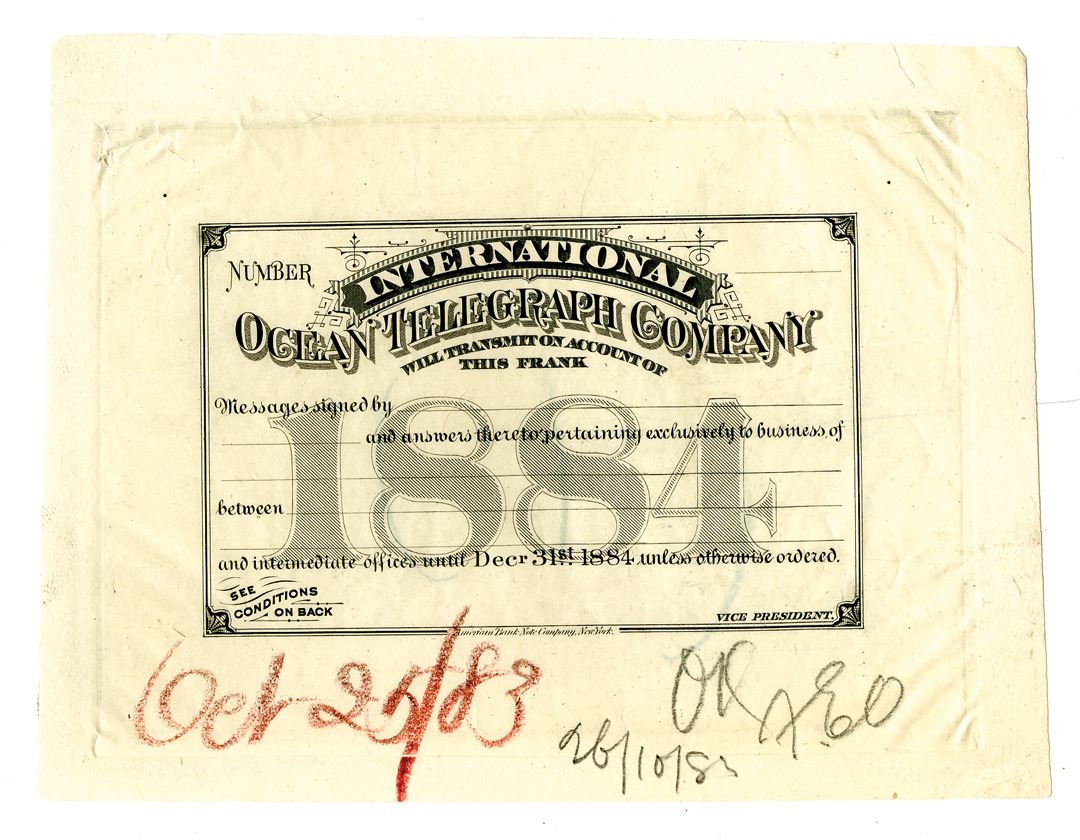 NUMBER
INTERNATIONAL
OCEAN TELEGRAPH COMPANY
WILL TRANSMIT ON ACCOUNT OF
THIS FRANK
1884
Messages signed by
and answers thereto, pertaining exclusively to business, of
between
and intermediate offices until Decr 31st. 1884 unless otherwise ordered.
SEE
CONDITIONS
ON BACK
VICE PRESIDENT.
American Bank Note Company, New York.
Oct 25/83
OK
26/10/83